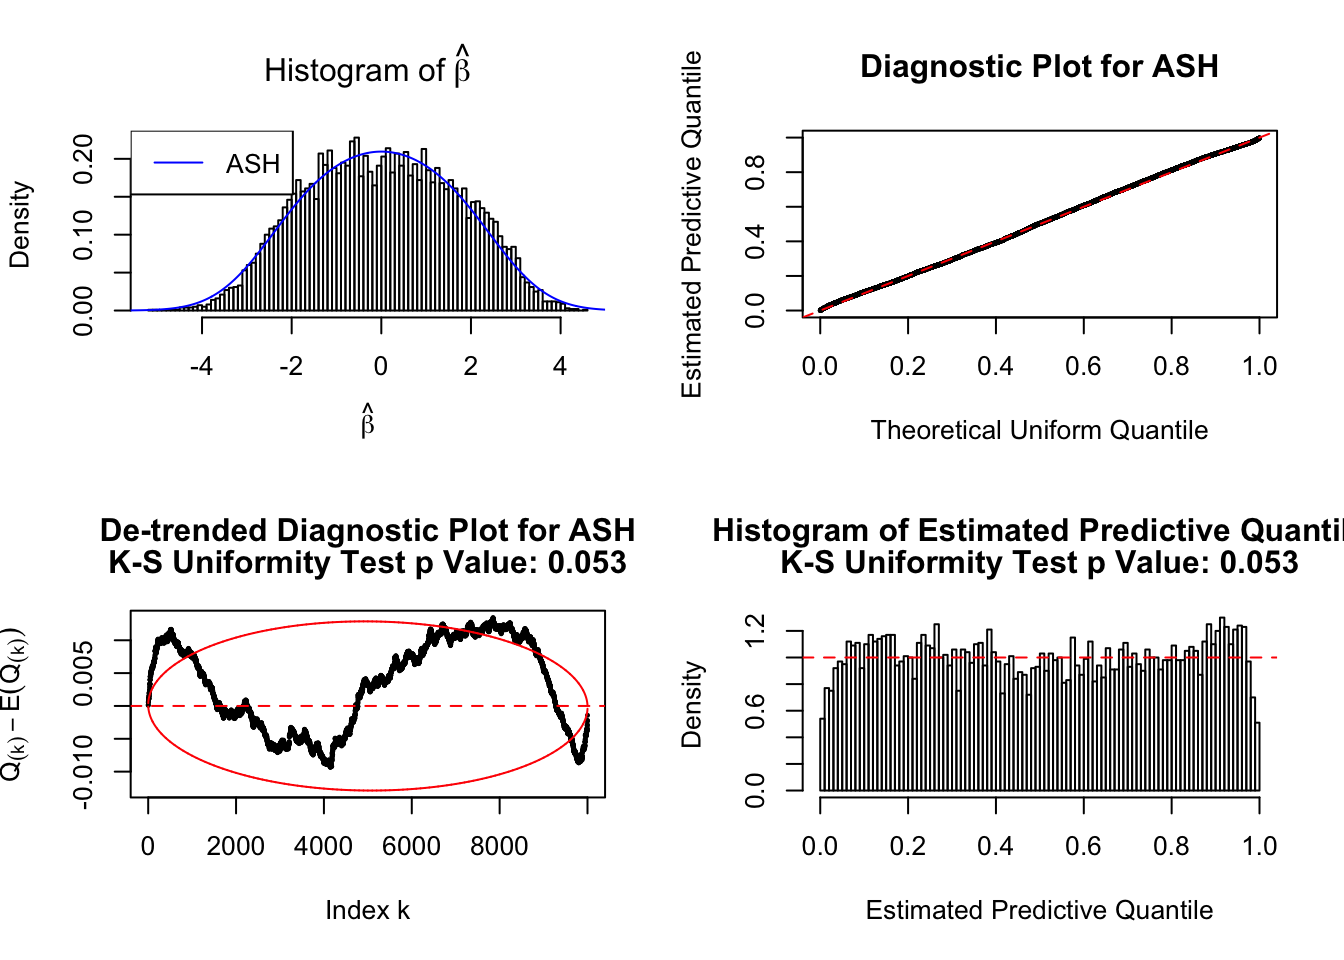 Histogram of β̂
ASH
Density
0.00 0.10 0.20
-4 -2 0 2 4
β̂
Diagnostic Plot for ASH
Estimated Predictive Quantile
0.0 0.4 0.8
0.0 0.2 0.4 0.6 0.8 1.0
Theoretical Uniform Quantile
De-trended Diagnostic Plot for ASH
K-S Uniformity Test p Value: 0.053
Q(k) − E(Q(k))
-0.010 0.005
0 2000 4000 6000 8000
Index k
Histogram of Estimated Predictive Quantil
K-S Uniformity Test p Value: 0.053
Density
0.0 0.6 1.2
0.0 0.2 0.4 0.6 0.8 1.0
Estimated Predictive Quantile